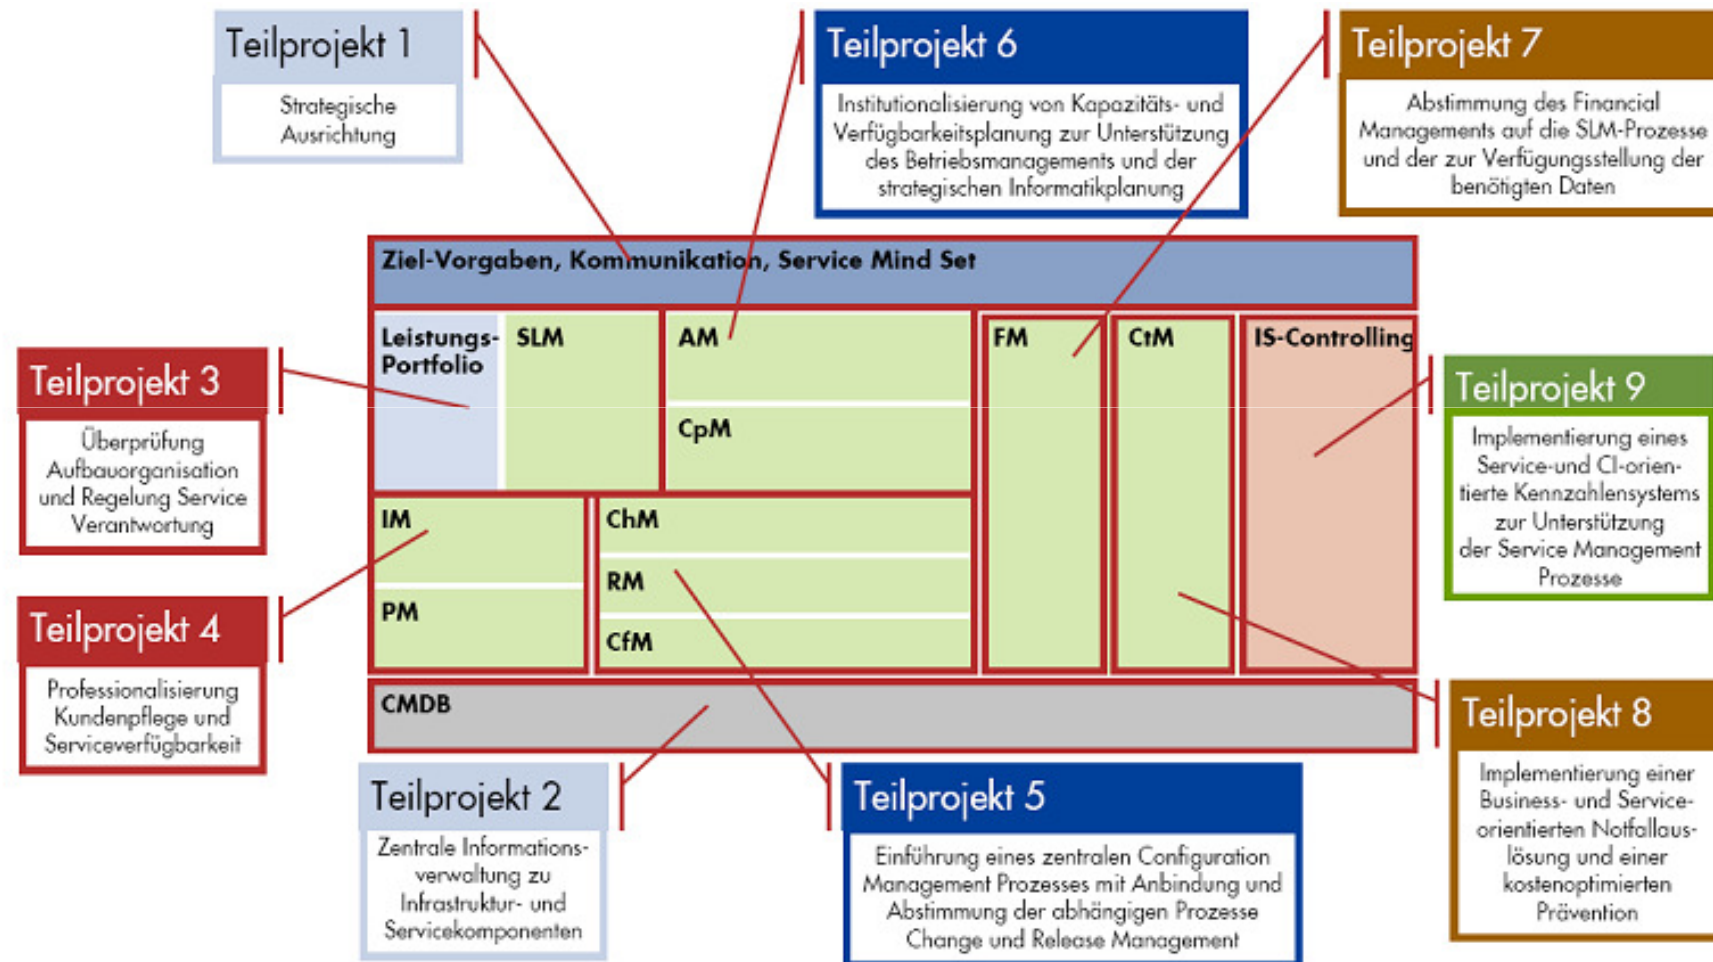 Teilprojekt 1
Strategische
Ausrichtung
Teilprojekt 6
Institutionalisierung von Kapazitäts- und
Verfügbarkeitsplanung zur Unterstützung
des Betriebsmanagements und der
strategischen Informatikplanung
Teilprojekt 7
Abstimmung des Financial
Managements auf die SLM-Prozesse
und der zur Verfügungsstellung der
benötigten Daten
Ziel-Vorgaben, Kommunikation, Service Mind Set
Leistungs-
Portfolio
SLM
AM
CpM
FM
CtM
IS-Controlling
Teilprojekt 3
Überprüfung
Aufbauorganisation
und Regelung Service
Verantwortung
Teilprojekt 9
Implementierung eines
Service-und CI-orien-
tierte Kennzahlensystems
zur Unterstützung
der Service Management
Prozesse
IM
PM
ChM
RM
CfM
Teilprojekt 4
Professionalisierung
Kundenpflege und
Serviceverfügbarkeit
CMDB
Teilprojekt 8
Implementierung einer
Business- und Service-
orientierten Notfallaus-
lösung und einer
kostenoptimierten
Prävention
Teilprojekt 2
Zentrale Informations-
verwaltung zu
Infrastruktur- und
Servicekomponenten
Teilprojekt 5
Einführung eines zentralen Configuration
Management Prozesses mit Anbindung und
Abstimmung der abhängigen Prozesse
Change und Release Management